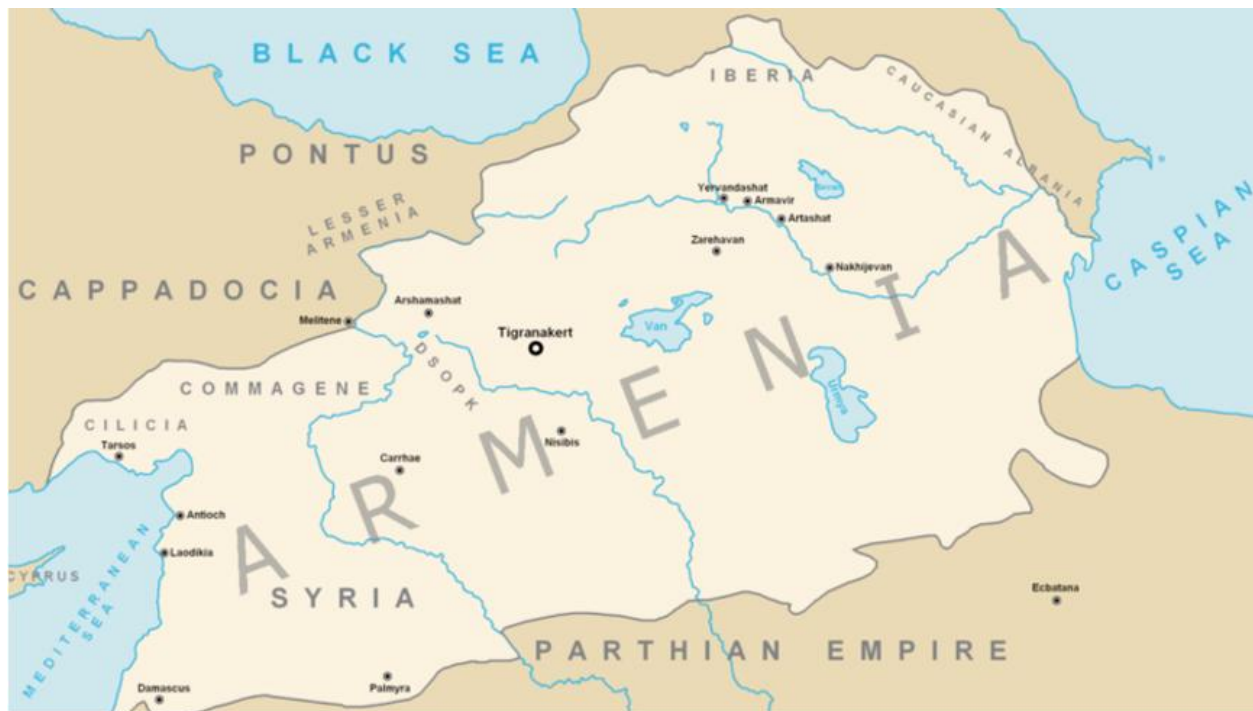 BLACK SEA
IBERIA
CAUCASIAN ALBANIA
PONTUS
LESSER
ARMENIA
Yervandashat
Sevan
Armavir
Artashat
Zarehavan
Nakhijevan
CASPIAN
SEA
CAPPADOCIA
Arshamashat
Melitene
Tigranakert
Van
DSOPK
COMMAGENE
Urmya
CILICIA
Tarsos
Nisibis
Carrhae
ARMENIA
Antioch
Laodikia
CYPRUS
MEDITERRANEAN
SEA
SYRIA
Ecbatana
PARTHIAN EMPIRE
Damascus
Palmyra